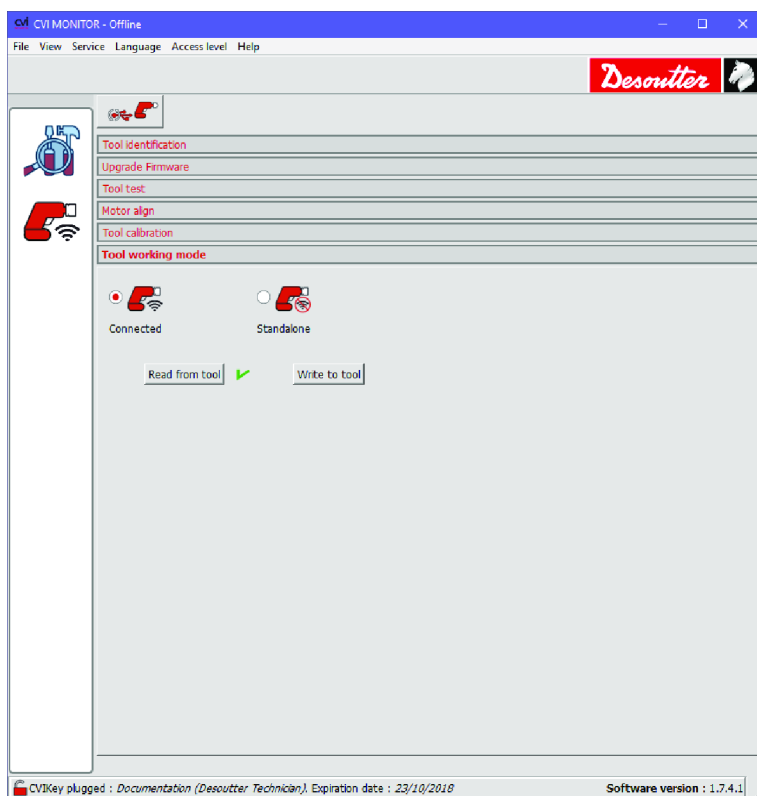 cvi CVI MONITOR - Offline
File View Service Language Access level Help
Desoutter
Tool identification
Upgrade Firmware
Tool test
Motor align
Tool calibration
Tool working mode
Connected Standalone
Read from tool Write to tool
CVIKey plugged : Documentation (Desoutter Technician). Expiration date : 23/10/2018 Software version : 1.7.4.1